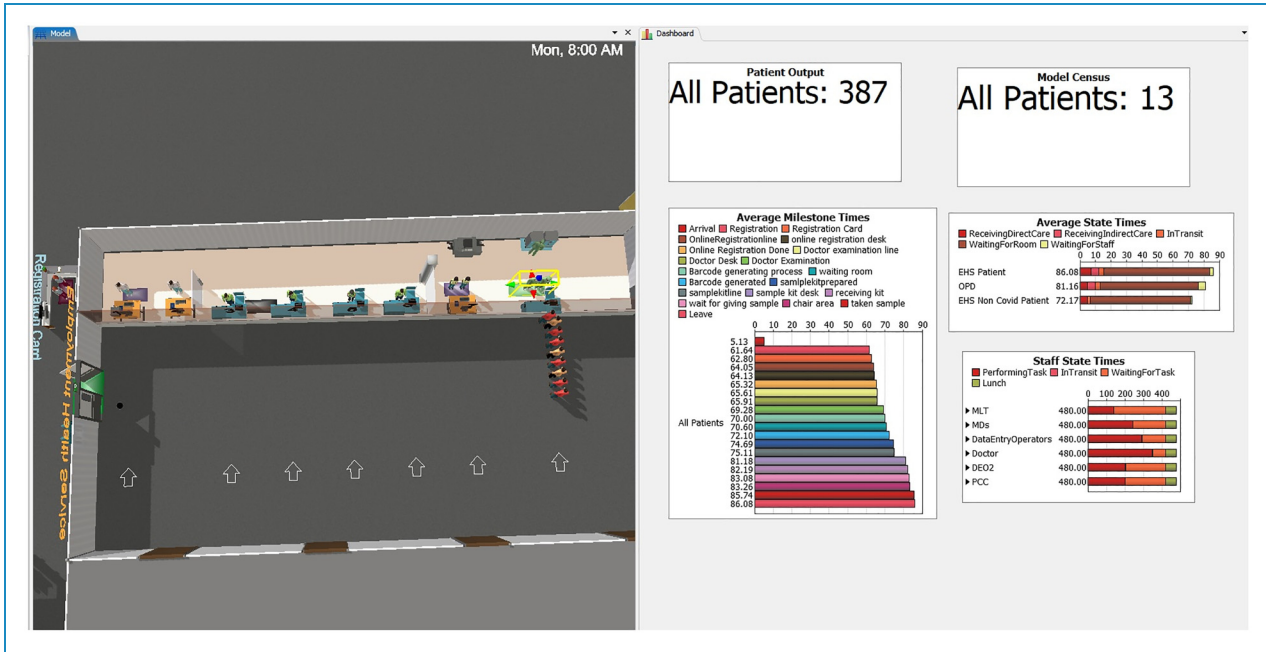 Model
Dashboard
Mon, 8:00 AM
Registration Card
Employment Health Service
Patient Output
All Patients: 387
Model Census
All Patients: 13
Average Milestone Times
Arrival Registration Registration Card
OnlineRegistrationline online registration desk
Online Registration Done Doctor examination line
Doctor Desk Doctor Examination
Barcode generating process waiting room
Barcode generated samplekitprepared
samplekitline sample kit desk receiving kit
wait for giving sample chair area taken sample
Leave
0 10 20 30 40 50 60 70 80 90
5.13
61.64
62.80
64.05
64.13
65.32
65.61
65.91
69.28
70.00
All Patients 70.60
72.10
74.69
75.11
81.18
82.19
83.08
83.26
85.74
86.08
Average State Times
ReceivingDirectCare ReceivingIndirectCare InTransit
WaitingForRoom WaitingForStaff
0 10 20 30 40 50 60 70 80 90
EHS Patient 86.08
OPD 81.16
EHS Non Covid Patient 72.17
Staff State Times
PerformingTask InTransit WaitingForTask
Lunch
0 100 200 300 400
MLT 480.00
MDs 480.00
DataEntryOperators 480.00
Doctor 480.00
DEO2 480.00
PCC 480.00